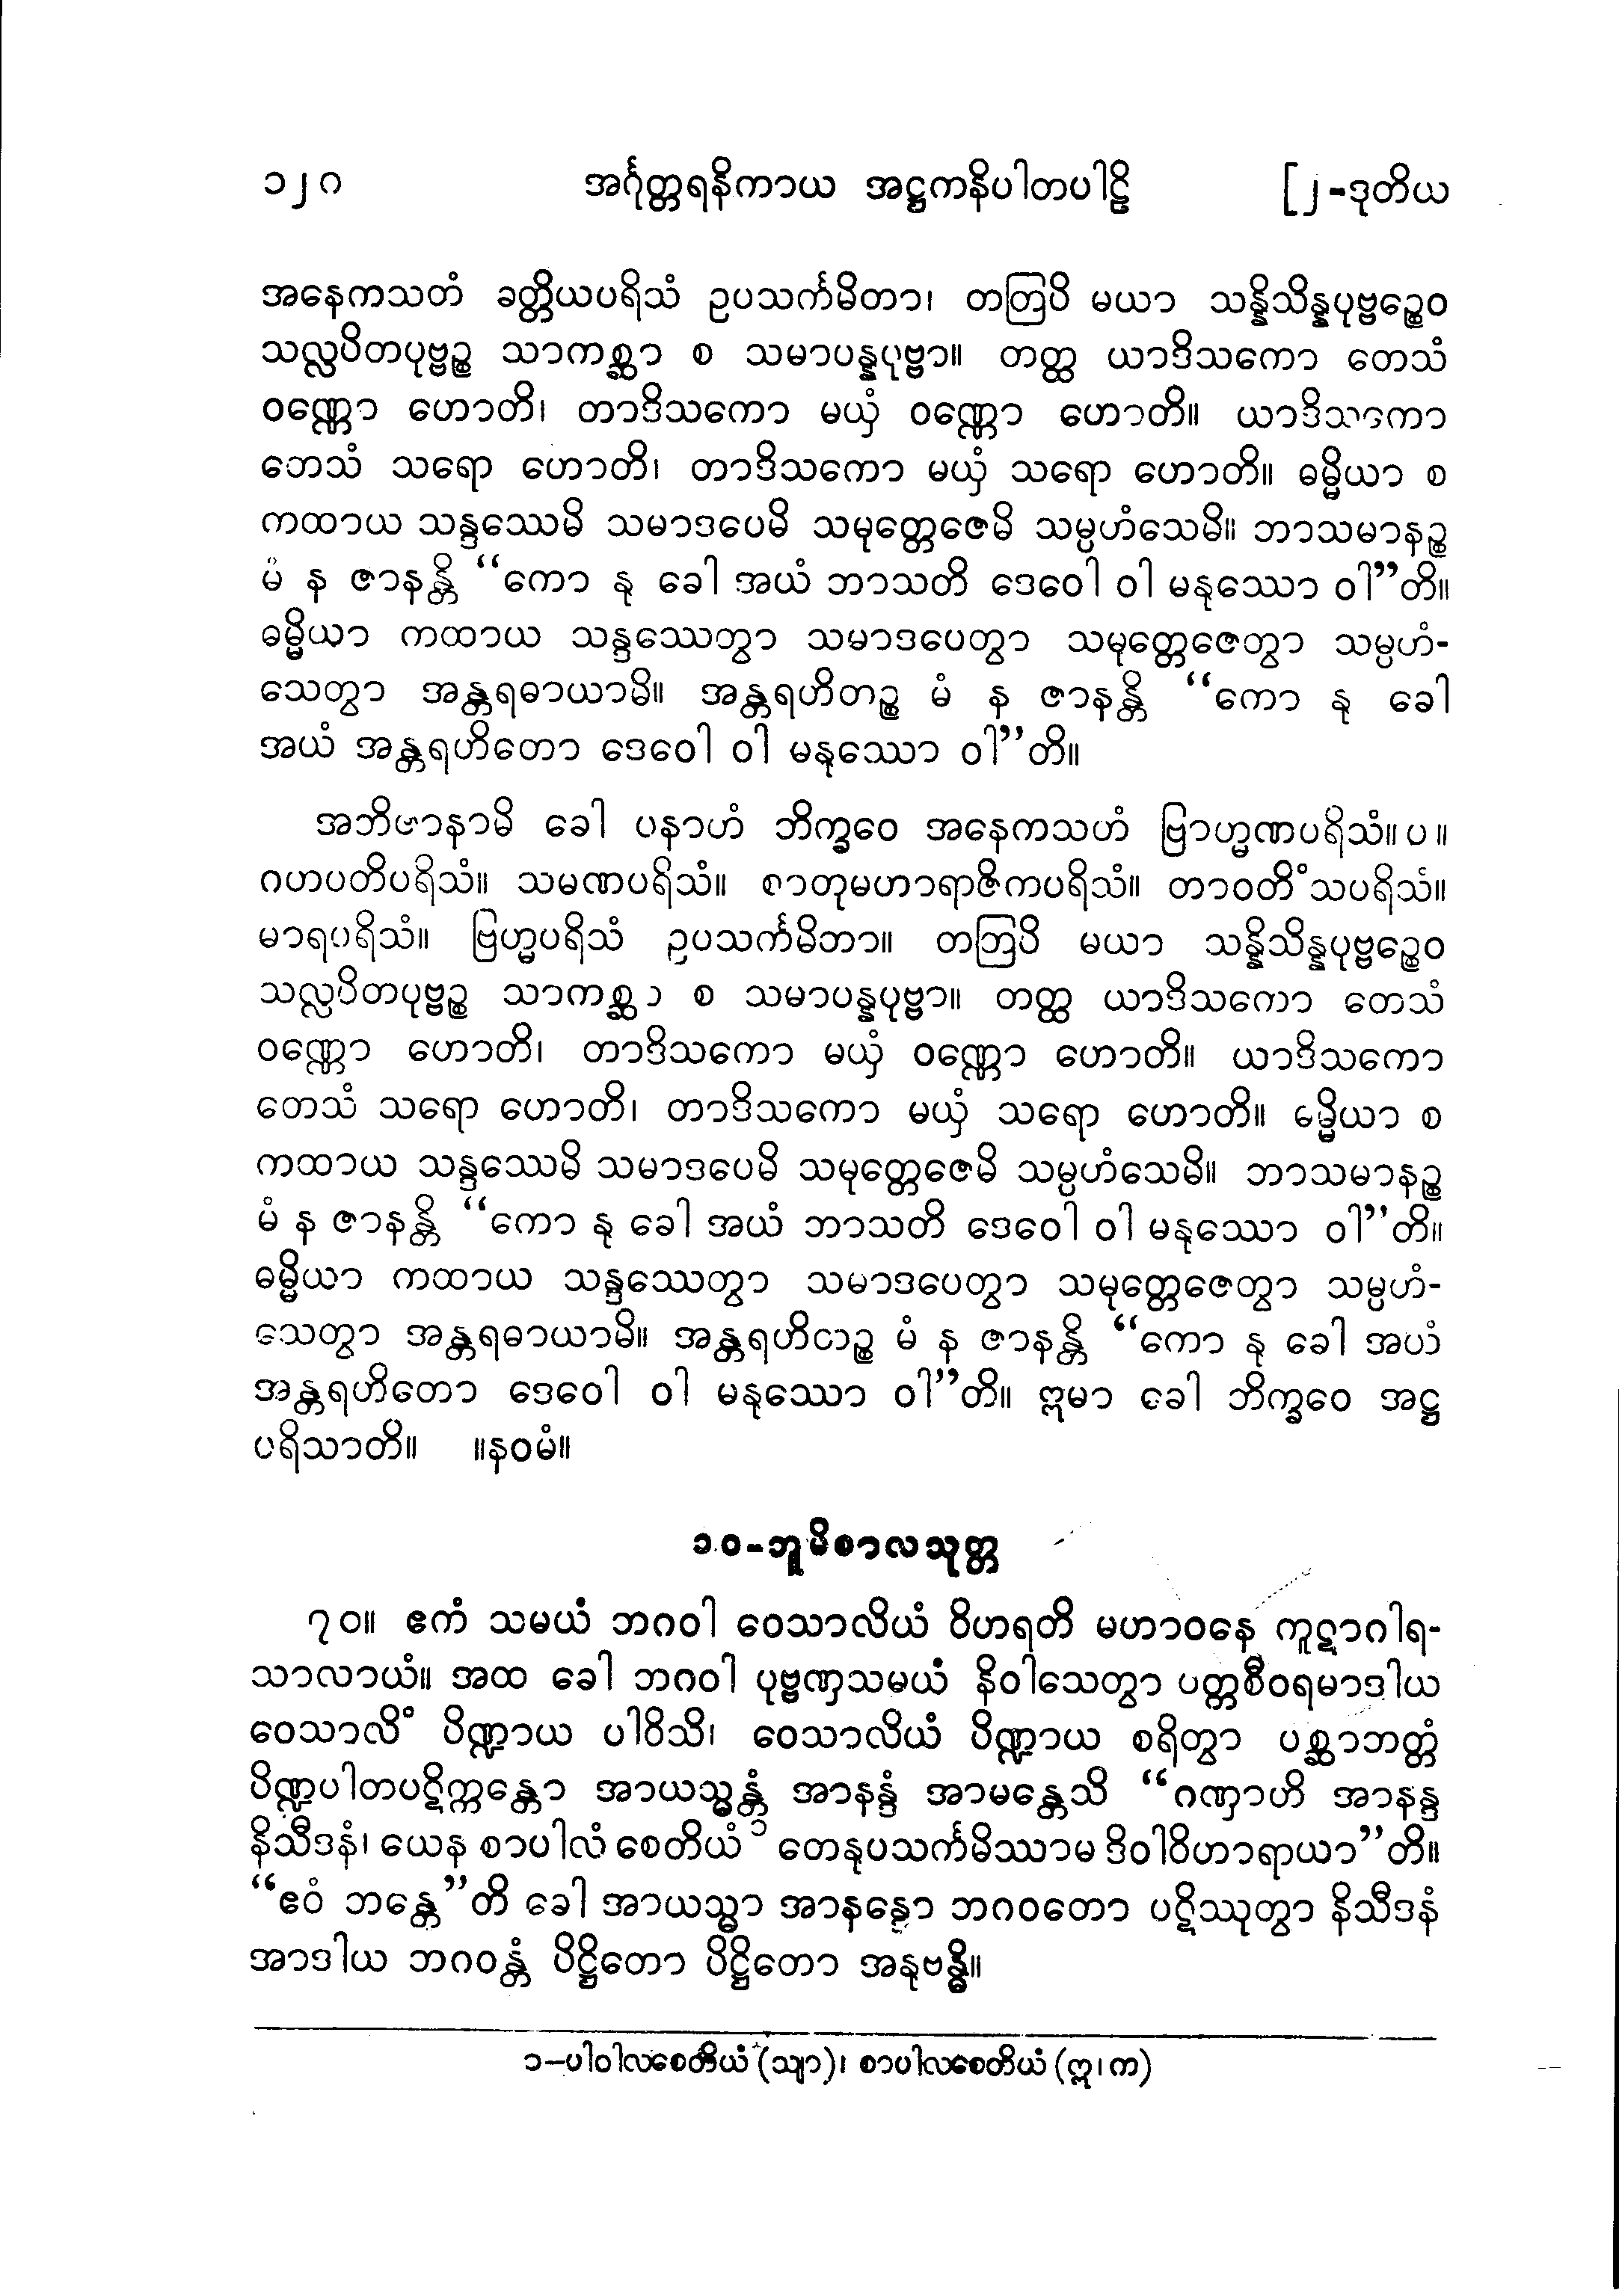 ၁၂၀ အင်္ဂုတ္တရနိကာယ အဋ္ဌကနိပါတပါဠိ [၂-ဒုတိယ
အနေကသတံ ခတ္တိယပရိသံ ဥပသင်္ကမိတာ၊ တတြပိ မယာ သန္နိသိန္နပုဗ္ဗဉ္စေဝ
သလ္လပိတပုဗ္ဗဉ္စ သာကစ္ဆာ စ သမာပန္နပုဗ္ဗာ။ တတ္ထ ယာဒိသကော တေသံ
ဝဏ္ဏော ဟောတိ၊ တာဒိသကော မယှံ ဝဏ္ဏော ဟောတိ။ ယာဒိသကော
တေသံ သရော ဟောတိ၊ တာဒိသကော မယှံ သရော ဟောတိ။ ဓမ္မိယာ စ
ကထာယ သန္ဒဿေမိ သမာဒပေမိ သမုတ္တေဇေမိ သမ္ပဟံသေမိ။ ဘာသမာနဉ္စ
မံ န ဇာနန္တိ “ကော နု ခေါ အယံ ဘာသတိ ဒေဝေါ ဝါ မနုဿော ဝါ”တိ။
ဓမ္မိယာ ကထာယ သန္ဒဿေတွာ သမာဒပေတွာ သမုတ္တေဇေတွာ သမ္ပဟံ-
သေတွာ အန္တရဓာယာမိ။ အန္တရဟိတဉ္စ မံ န ဇာနန္တိ “ကော နု ခေါ
အယံ အန္တရဟိတော ဒေဝေါ ဝါ မနုဿော ဝါ”တိ။
အဘိဇာနာမိ ခေါ ပနာဟံ ဘိက္ခဝေ အနေကသတံ ဗြာဟ္မဏပရိသံ။ပ။
ဂဟပတိပရိသံ။ သမဏပရိသံ။ စာတုမဟာရာဇိကပရိသံ။ တာဝတိံသပရိသံ။
မာရပရိသံ။ ဗြဟ္မပရိသံ ဥပသင်္ကမိတာ။ တတြပိ မယာ သန္နိသိန္နပုဗ္ဗဉ္စေဝ
သလ္လပိတပုဗ္ဗဉ္စ သာကစ္ဆာ စ သမာပန္နပုဗ္ဗာ။ တတ္ထ ယာဒိသကော တေသံ
ဝဏ္ဏော ဟောတိ၊ တာဒိသကော မယှံ ဝဏ္ဏော ဟောတိ။ ယာဒိသကော
တေသံ သရော ဟောတိ၊ တာဒိသကော မယှံ သရော ဟောတိ။ ဓမ္မိယာ စ
ကထာယ သန္ဒဿေမိ သမာဒပေမိ သမုတ္တေဇေမိ သမ္ပဟံသေမိ။ ဘာသမာနဉ္စ
မံ န ဇာနန္တိ “ကော နု ခေါ အယံ ဘာသတိ ဒေဝေါ ဝါ မနုဿော ဝါ”တိ။
ဓမ္မိယာ ကထာယ သန္ဒဿေတွာ သမာဒပေတွာ သမုတ္တေဇေတွာ သမ္ပဟံ-
သေတွာ အန္တရဓာယာမိ။ အန္တရဟိတဉ္စ မံ န ဇာနန္တိ “ကော နု ခေါ အယံ
အန္တရဟိတော ဒေဝေါ ဝါ မနုဿော ဝါ”တိ။ ဣမာ ခေါ ဘိက္ခဝေ အဋ္ဌ
ပရိသာတိ။ ။နဝမံ။
၁၀-ဘူမိစာလသုတ္တ
၇၀။ ဧကံ သမယံ ဘဂဝါ ဝေသာလိယံ ဝိဟရတိ မဟာဝနေ ကူဋာဂါရ-
သာလာယံ။ အထ ခေါ ဘဂဝါ ပုဗ္ဗဏှသမယံ နိဝါသေတွာ ပတ္တစီဝရမာဒါယ
ဝေသာလိံ ပိဏ္ဍာယ ပါဝိသိ၊ ဝေသာလိယံ ပိဏ္ဍာယ စရိတွာ ပစ္ဆာဘတ္တံ
ပိဏ္ဍပါတပဋိက္ကန္တော အာယသ္မန္တံ အာနန္ဒံ အာမန္တေသိ “ဂဏှာဟိ အာနန္ဒ
နိသီဒနံ၊ ယေန စာပါလံ စေတိယံ ၁ တေနုပသင်္ကမိဿာမ ဒိဝါဝိဟာရာယာ”တိ။
“ဧဝံ ဘန္တေ”တိ ခေါ အာယသ္မာ အာနန္ဒော ဘဂဝတော ပဋိဿုတွာ နိသီဒနံ
အာဒါယ ဘဂဝန္တံ ပိဋ္ဌိတော ပိဋ္ဌိတော အနုဗန္ဓိ။
၁-ပါဝါလစေတိယံ (သျာ)၊ စာပါလစေတိယံ (ဣ၊ က)